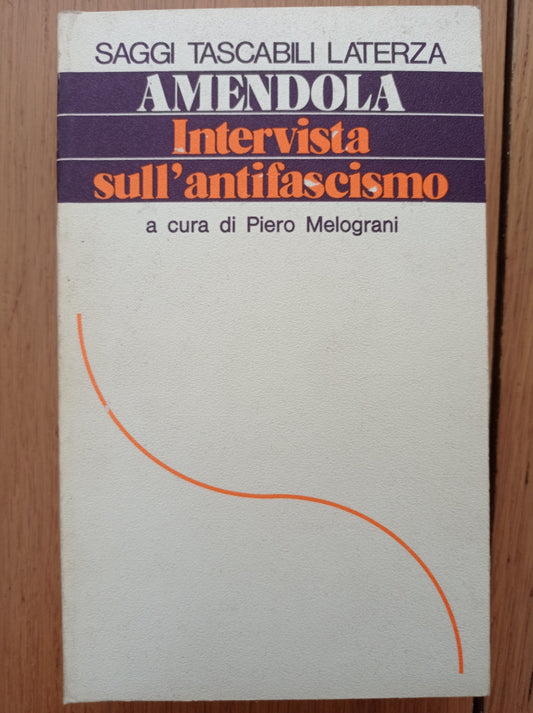 SAGGI TASCABILI LATERZA
AMENDOLA
Intervista
sull'antifascismo
a cura di Piero Melograni